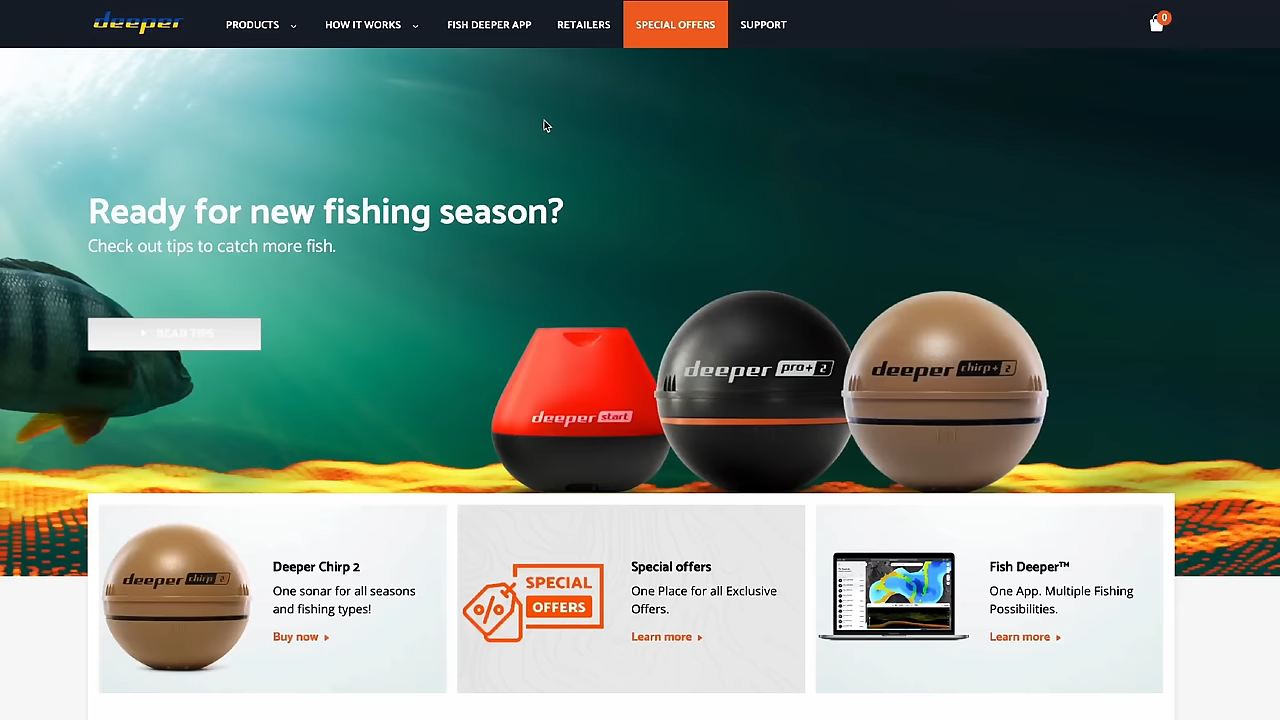 deeper
PRODUCTS
HOW IT WORKS
FISH DEEPER APP
RETAILERS
SPECIAL OFFERS
SUPPORT
0
Ready for new fishing season?
Check out tips to catch more fish.
READ TIPS
deeper start
deeper pro+ 2
deeper chirp+ 2
deeper chirp 2
Deeper Chirp 2
One sonar for all seasons
and fishing types!
Buy now
SPECIAL
OFFERS
Special offers
One Place for all Exclusive
Offers.
Learn more
Fish Deeper™
One App. Multiple Fishing
Possibilities.
Learn more